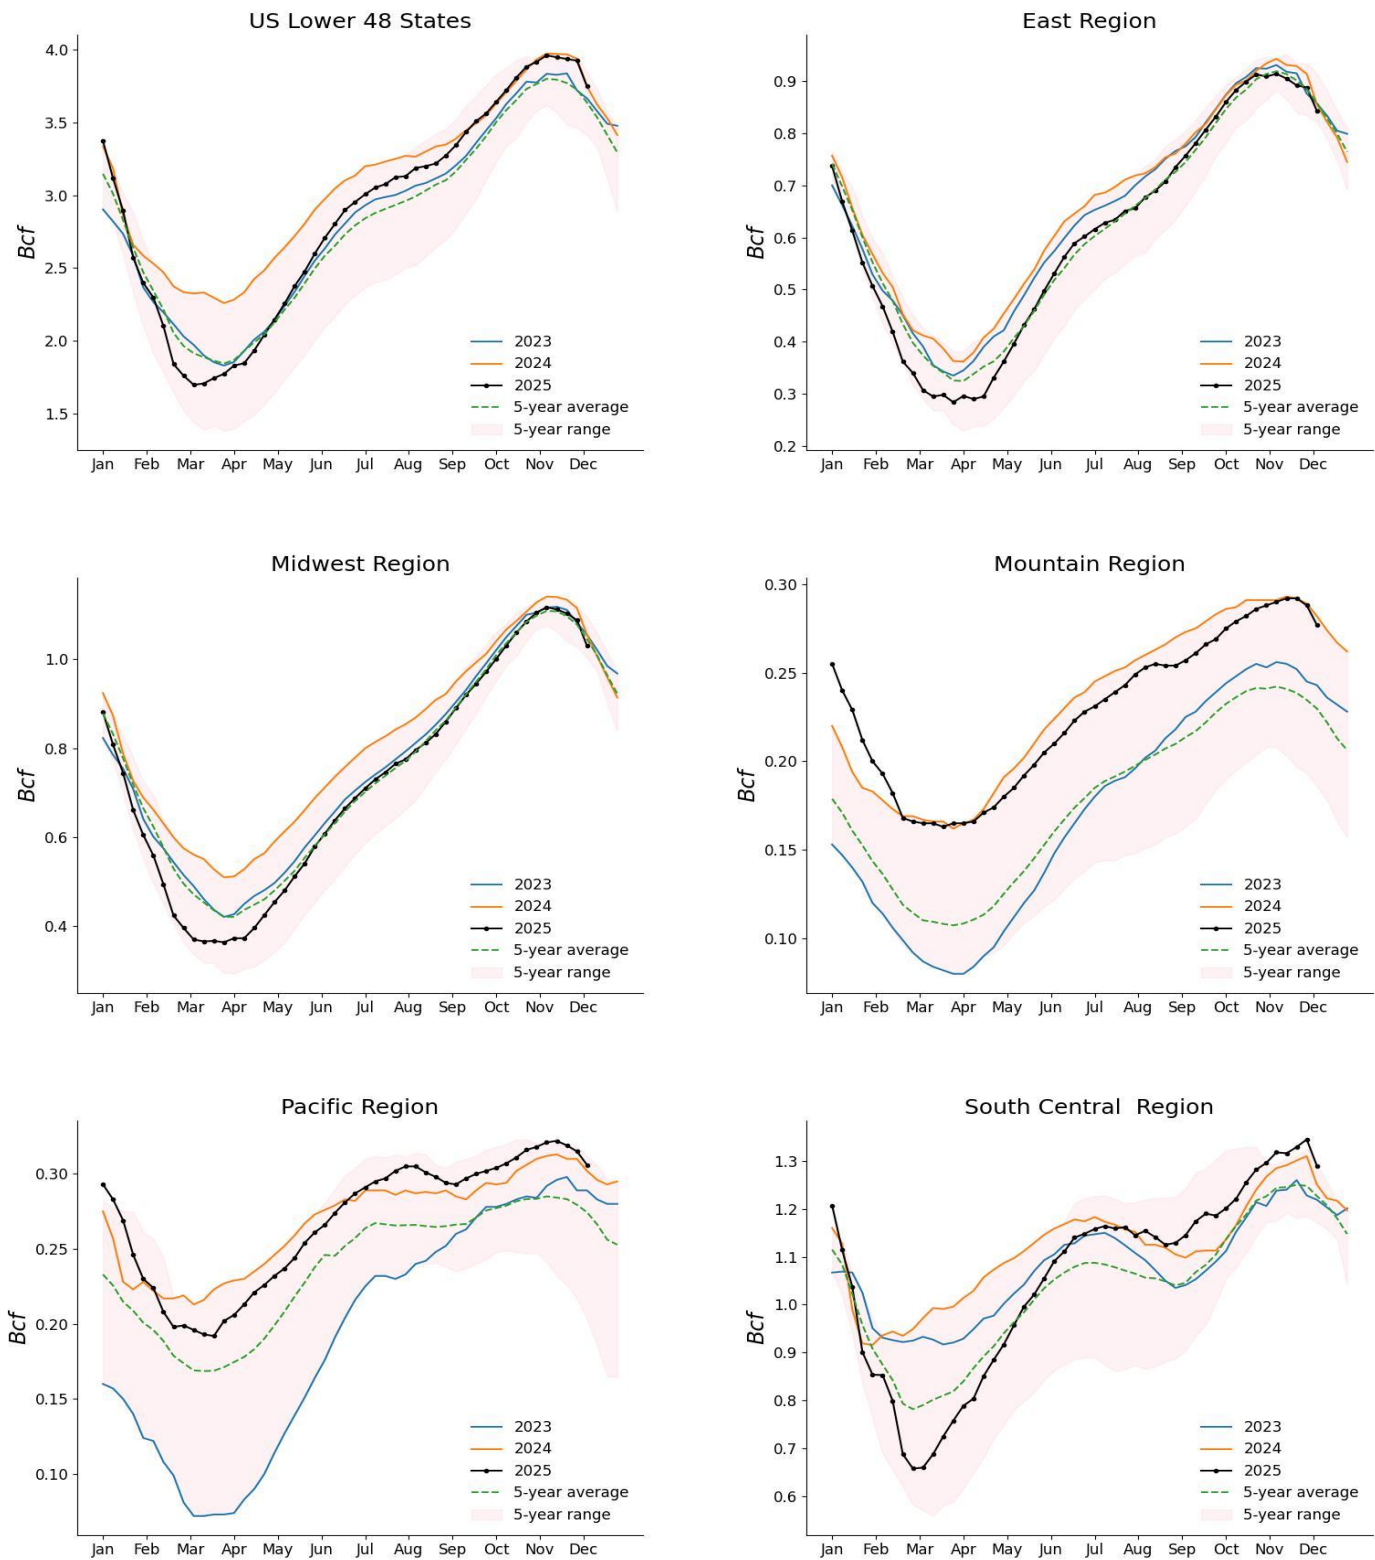 US Lower 48 States
Bcf
4.0
3.5
3.0
2.5
2.0
1.5
Jan Feb Mar Apr May Jun Jul Aug Sep Oct Nov Dec
2023
2024
2025
5-year average
5-year range
East Region
Bcf
0.9
0.8
0.7
0.6
0.5
0.4
0.3
0.2
Jan Feb Mar Apr May Jun Jul Aug Sep Oct Nov Dec
2023
2024
2025
5-year average
5-year range
Midwest Region
Bcf
1.0
0.8
0.6
0.4
Jan Feb Mar Apr May Jun Jul Aug Sep Oct Nov Dec
2023
2024
2025
5-year average
5-year range
Mountain Region
Bcf
0.30
0.25
0.20
0.15
0.10
Jan Feb Mar Apr May Jun Jul Aug Sep Oct Nov Dec
2023
2024
2025
5-year average
5-year range
Pacific Region
Bcf
0.30
0.25
0.20
0.15
0.10
Jan Feb Mar Apr May Jun Jul Aug Sep Oct Nov Dec
2023
2024
2025
5-year average
5-year range
South Central  Region
Bcf
1.3
1.2
1.1
1.0
0.9
0.8
0.7
0.6
Jan Feb Mar Apr May Jun Jul Aug Sep Oct Nov Dec
2023
2024
2025
5-year average
5-year range